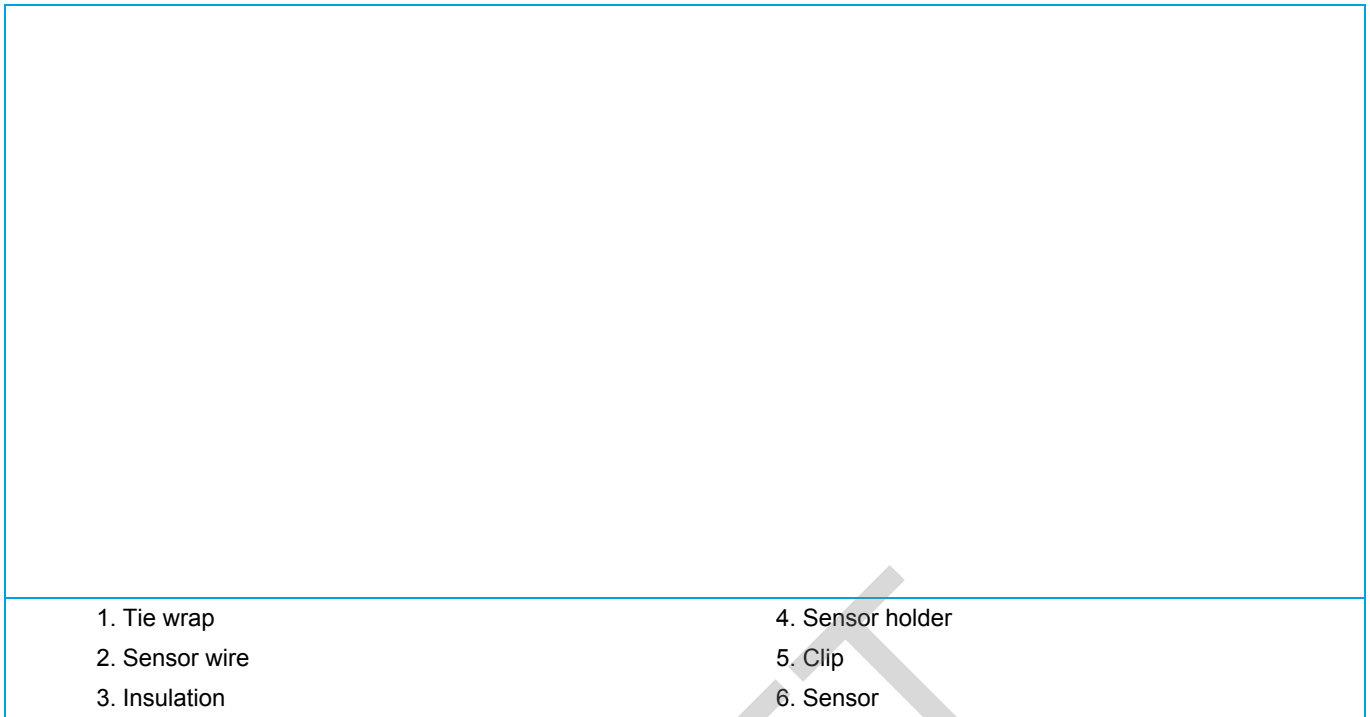 1. Tie wrap
2. Sensor wire
3. Insulation
4. Sensor holder
5. Clip
6. Sensor